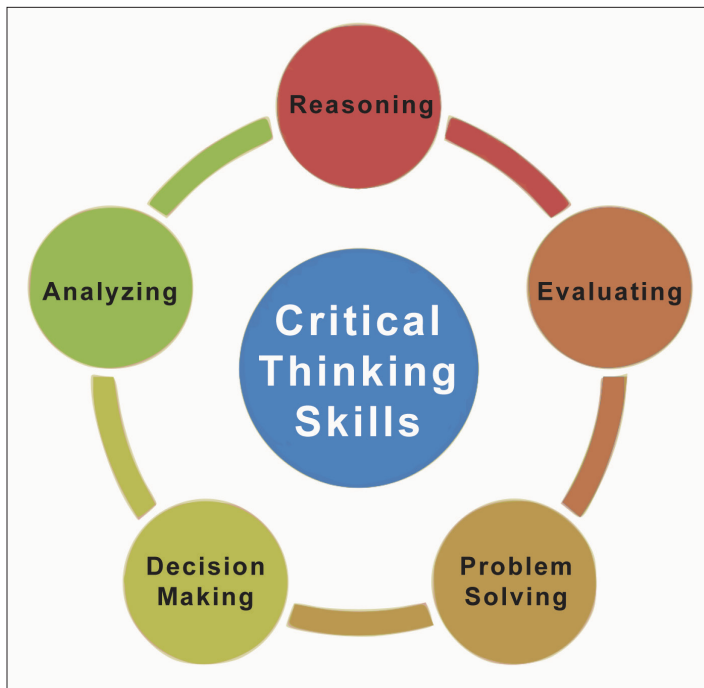 Reasoning
Evaluating
Problem
Solving
Decision
Making
Analyzing
Critical
Thinking
Skills